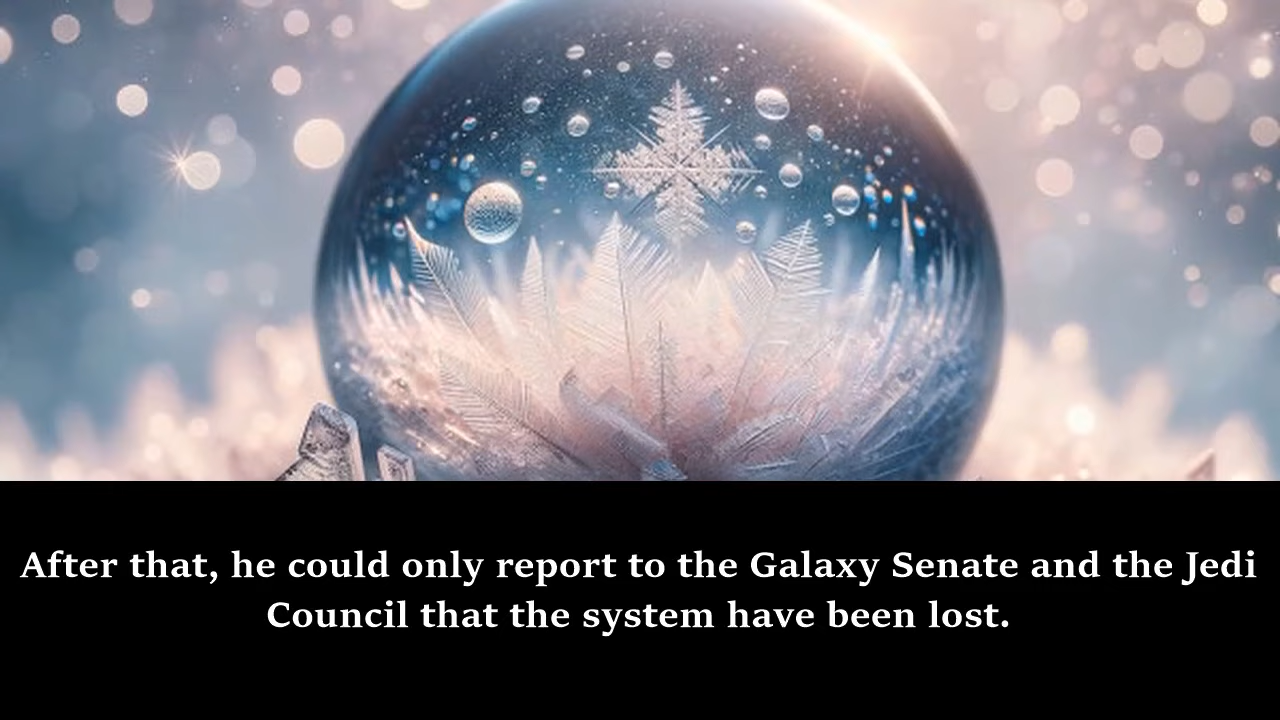 After that, he could only report to the Galaxy Senate and the Jedi
Council that the system have been lost.